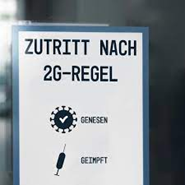 ZUTRITT NACH
2G-REGEL
GENESEN
GEIMPFT